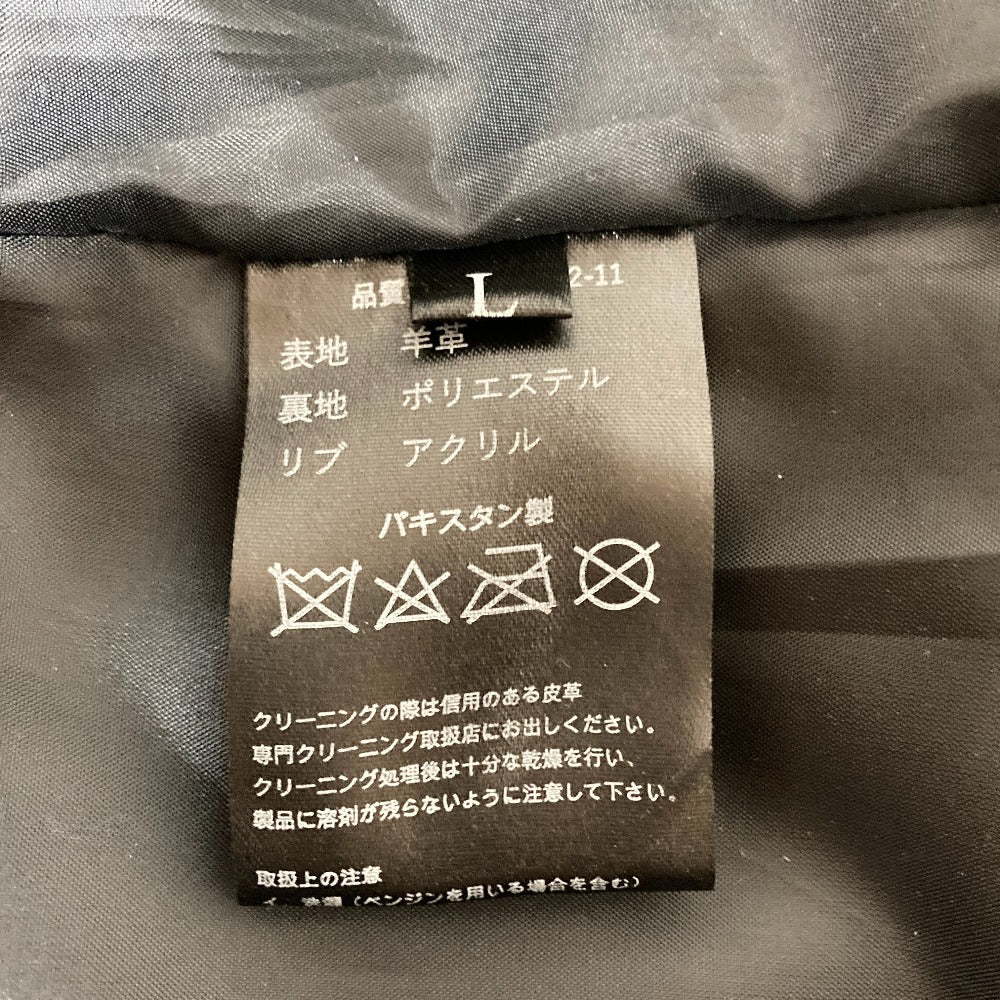 品質
L
2-11
表地 羊革
裏地 ポリエステル
リブ アクリル
パキスタン製
クリーニングの際は信用のある皮革
専門クリーニング取扱店にお出しください。
クリーニング処理後は十分な乾燥を行い、
製品に溶剤が残らないように注意して下さい。
取扱上の注意
(ベンジンを用いる場合を含む)